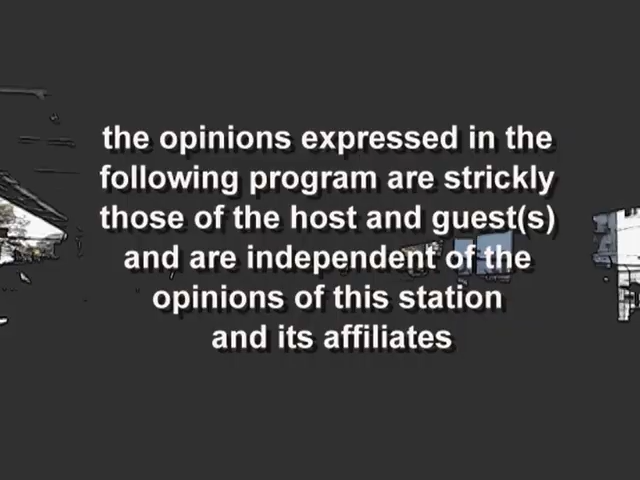 the opinions expressed in the
following program are strickly
those of the host and guest(s)
and are independent of the
opinions of this station
and its affiliates